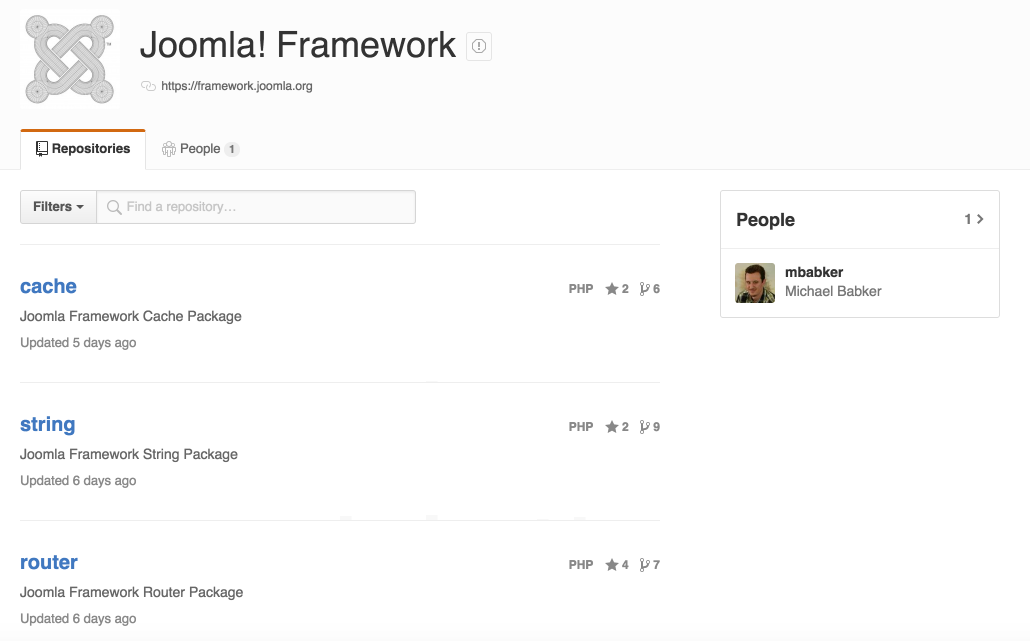 Joomla! Framework
https://framework.joomla.org
Repositories
People 1
Filters
Find a repository…
cache
PHP 2 6
Joomla Framework Cache Package
Updated 5 days ago
string
PHP 2 9
Joomla Framework String Package
Updated 6 days ago
router
PHP 4 7
Joomla Framework Router Package
Updated 6 days ago
People 1
mbabker
Michael Babker